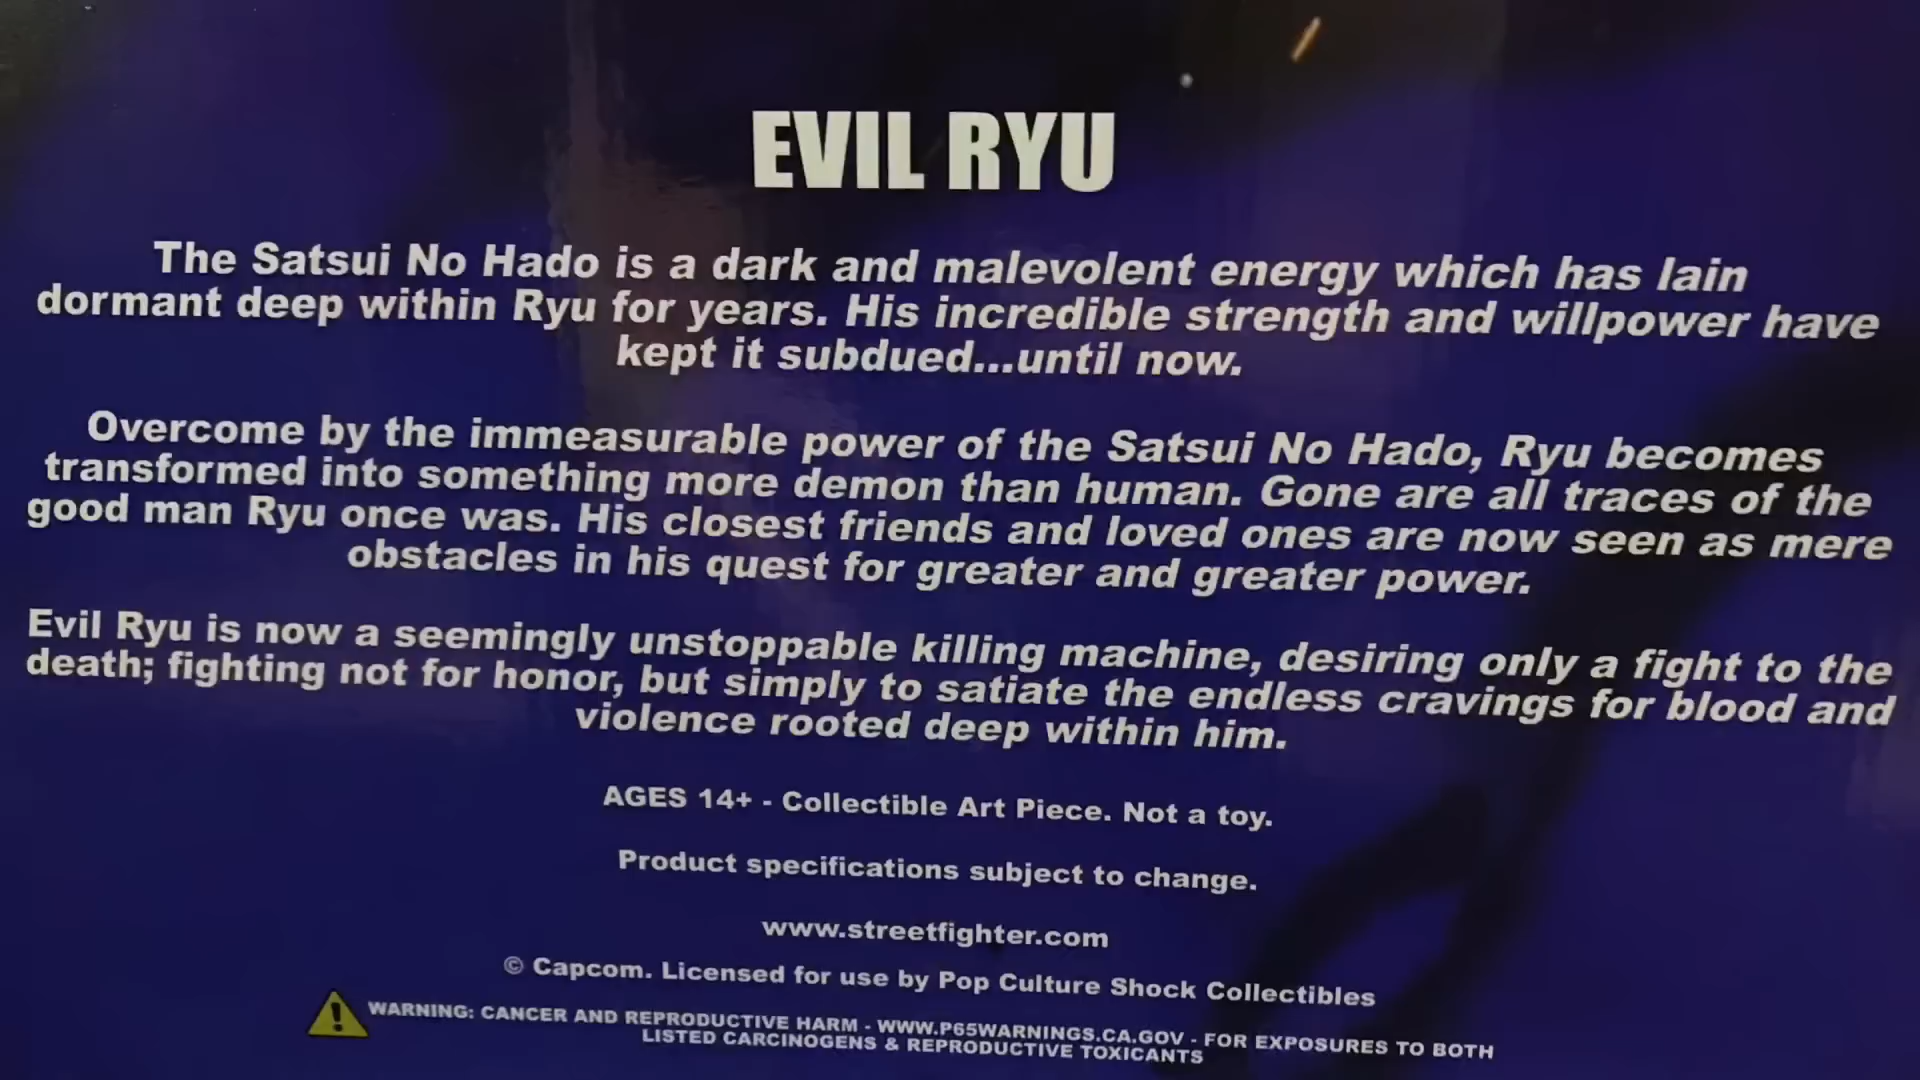 EVIL RYU
The Satsui No Hado is a dark and malevolent energy which has lain
dormant deep within Ryu for years. His incredible strength and willpower have
kept it subdued...until now.
Overcome by the immeasurable power of the Satsui No Hado, Ryu becomes
transformed into something more demon than human. Gone are all traces of the
good man Ryu once was. His closest friends and loved ones are now seen as mere
obstacles in his quest for greater and greater power.
Evil Ryu is now a seemingly unstoppable killing machine, desiring only a fight to the
death; fighting not for honor, but simply to satiate the endless cravings for blood and
violence rooted deep within him.
AGES 14+ - Collectible Art Piece. Not a toy.
Product specifications subject to change.
www.streetfighter.com
© Capcom. Licensed for use by Pop Culture Shock Collectibles
WARNING: CANCER AND REPRODUCTIVE HARM - WWW.P65WARNINGS.CA.GOV - FOR EXPOSURES TO BOTH
LISTED CARCINOGENS & REPRODUCTIVE TOXICANTS